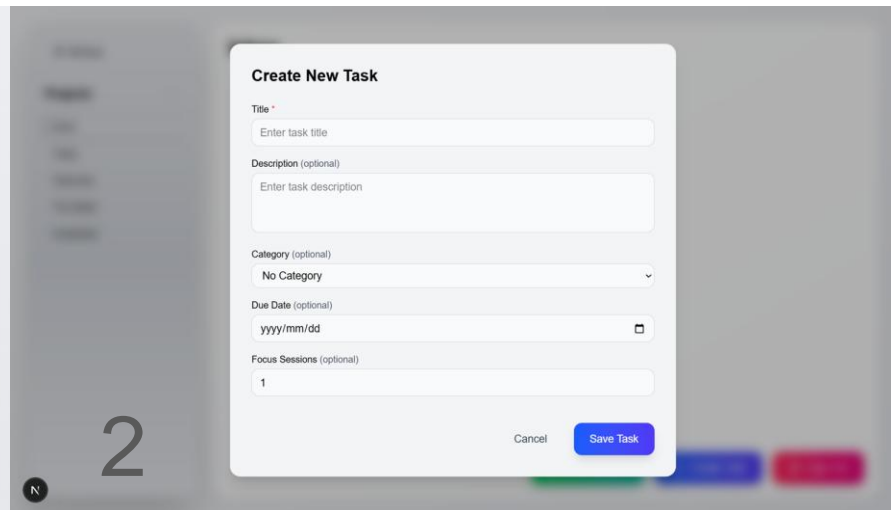 Create New Task
Title *
Enter task title
Description (optional)
Enter task description
Category (optional)
No Category
Due Date (optional)
yyyy/mm/dd
Focus Sessions (optional)
1
Cancel
Save Task
2
N